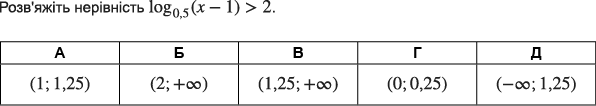 Розв'яжіть нерівність log₀,₅(x − 1) > 2.
А Б В Г Д
(1; 1,25) (2; +∞) (1,25; +∞) (0; 0,25) (−∞; 1,25)